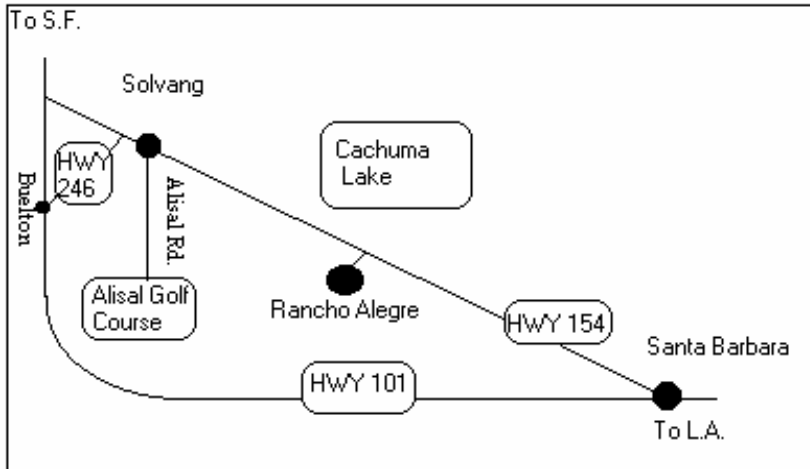 To S.F.
Solvang
HWY
246
Buelton
Alisal Rd.
Cachuma
Lake
Alisal Golf
Course
Rancho Alegre
HWY 154
Santa Barbara
HWY 101
To L.A.